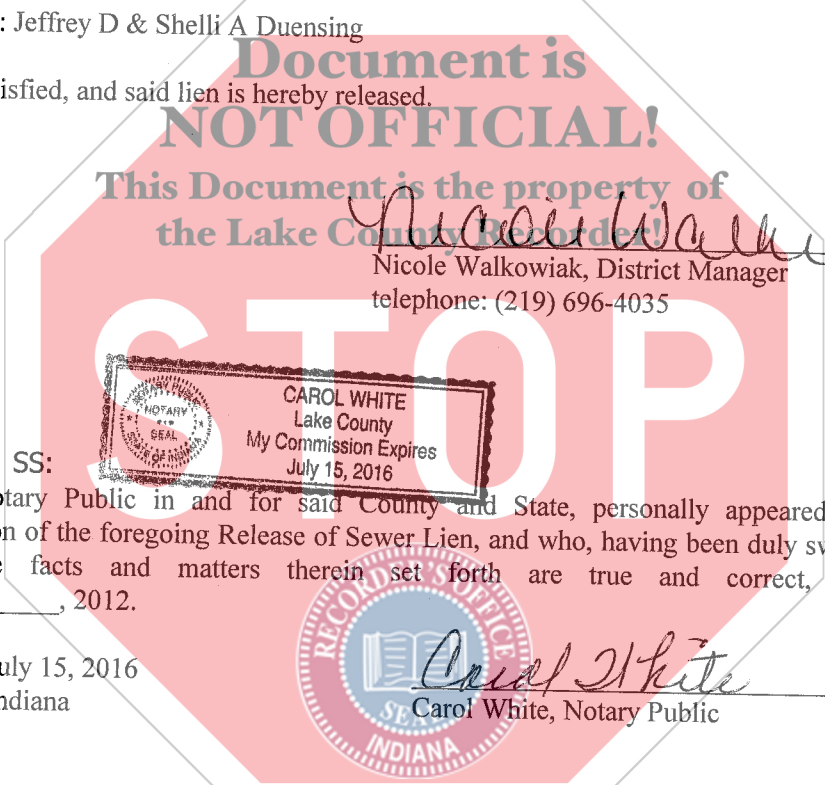 : Jeffrey D & Shelli A Duensing
Document is
isfied, and said lien is hereby released.
NOT OFFICIAL!
This Document is the property of
the Lake County Recorder!
Nicole Walk
Nicole Walkowiak, District Manager
telephone: (219) 696-4035
STOP
NOTARY PUBLIC
NOTARY
SEAL
STATE OF INDIANA
CAROL WHITE
Lake County
My Commission Expires
July 15, 2016
SS:
otary Public in and for said County and State, personally appeared
on of the foregoing Release of Sewer Lien, and who, having been duly sw
e facts and matters therein set forth are true and correct,
, 2012.
RECORDER'S OFFICE
SEAL
INDIANA
uly 15, 2016
ndiana
Carol White
Carol White, Notary Public